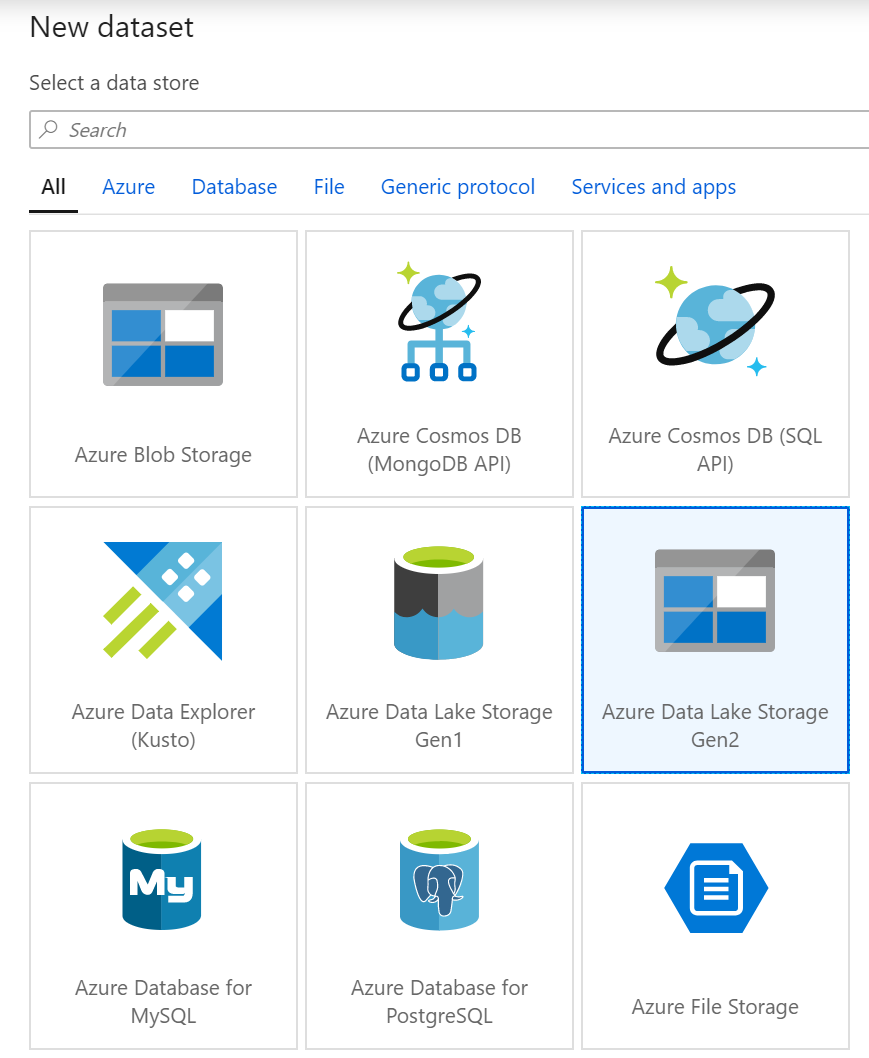 New dataset
Select a data store
Search
All Azure Database File Generic protocol Services and apps
Azure Blob Storage
Azure Cosmos DB
(MongoDB API)
Azure Cosmos DB (SQL
API)
Azure Data Explorer
(Kusto)
Azure Data Lake Storage
Gen1
Azure Data Lake Storage
Gen2
My
Azure Database for
MySQL
Azure Database for
PostgreSQL
Azure File Storage